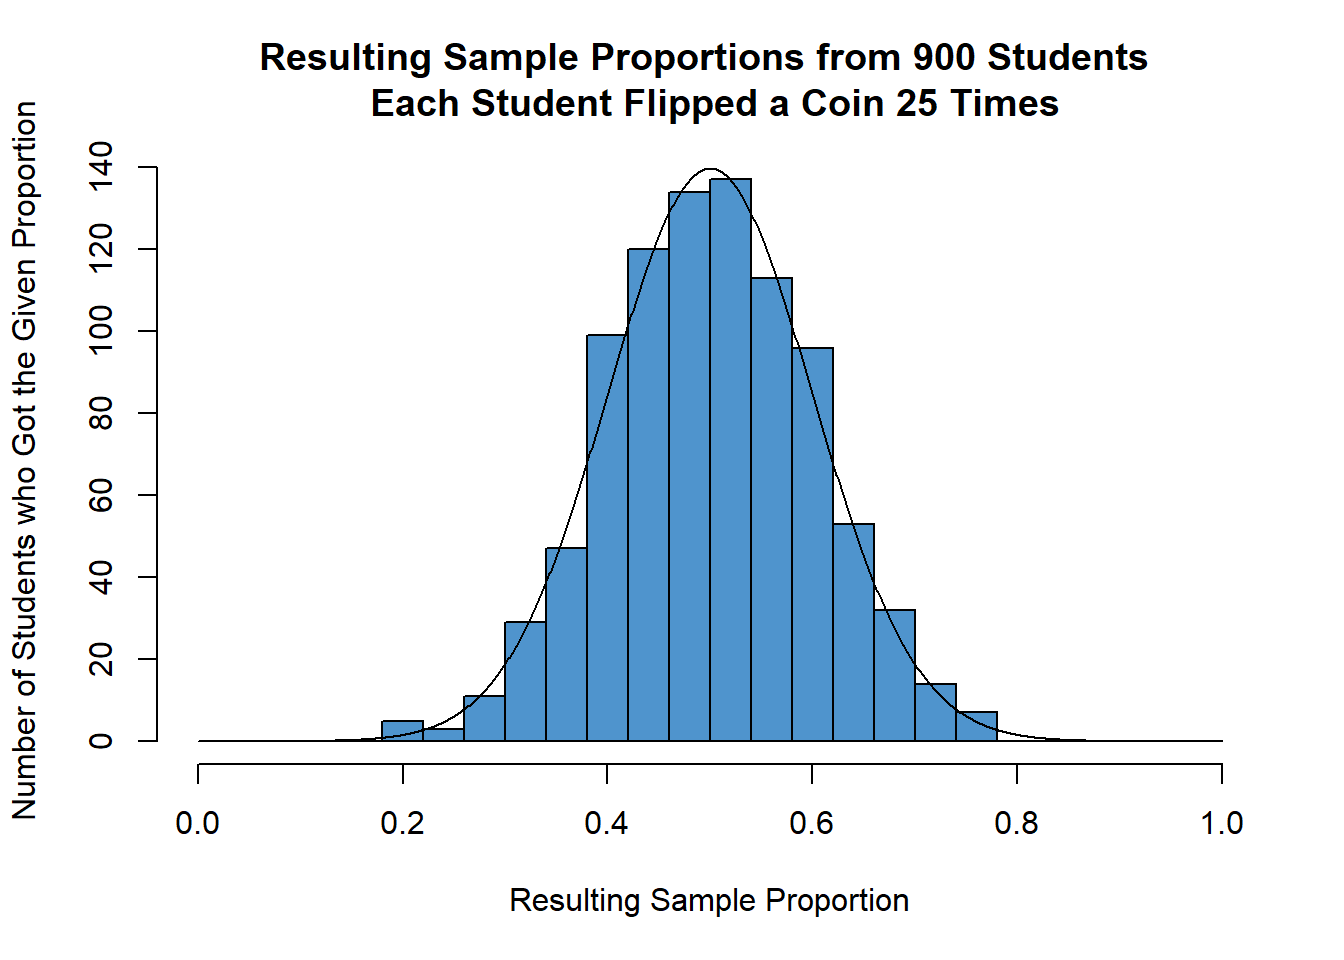 Resulting Sample Proportions from 900 Students
Each Student Flipped a Coin 25 Times
Number of Students who Got the Given Proportion
140
120
100
80
60
40
20
0
0.0 0.2 0.4 0.6 0.8 1.0
Resulting Sample Proportion